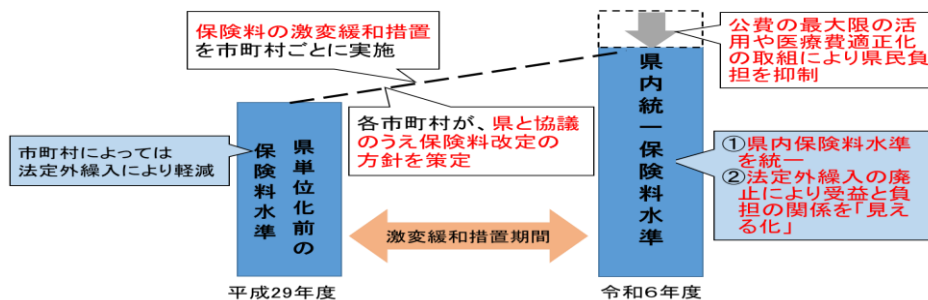 保険料の激変緩和措置
を市町村ごとに実施
公費の最大限の活
用や医療費適正化
の取組により県民負
担を抑制
各市町村が、県と協議
のうえ保険料改定の
方針を策定
市町村によっては
法定外繰入により軽減
県単位化前の
保険料水準
県内統一保険料水準
①県内保険料水準
を統一
②法定外繰入の廃
止により受益と負
担の関係を「見え
る化」
激変緩和措置期間
平成29年度
令和6年度